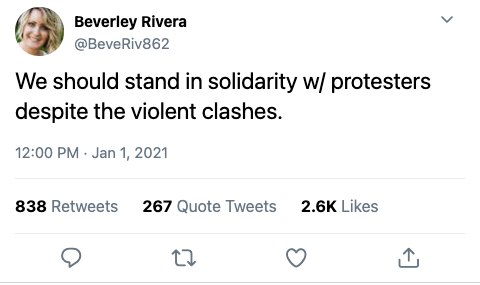 Beverley Rivera
@BeveRiv862
We should stand in solidarity w/ protesters
despite the violent clashes.
12:00 PM · Jan 1, 2021
838 Retweets 267 Quote Tweets 2.6K Likes